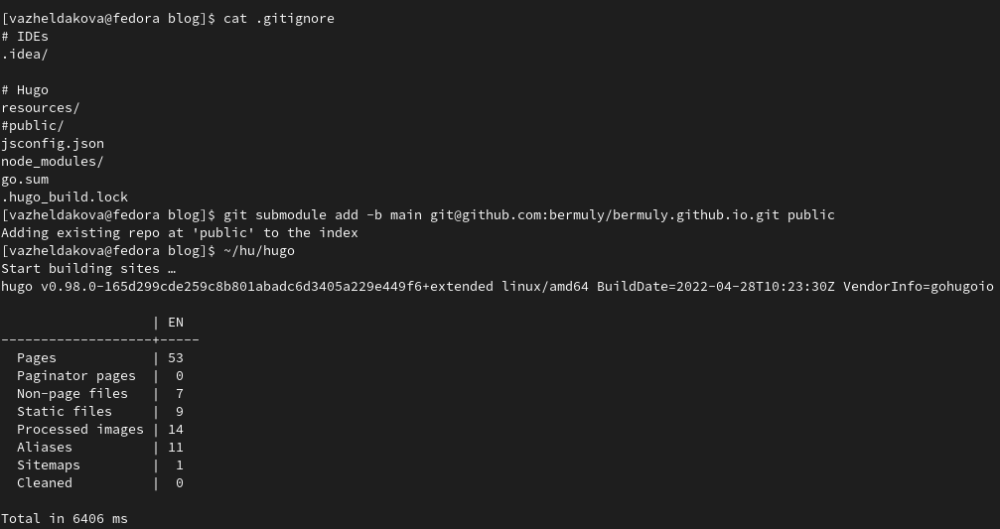 [vazheldakova@fedora blog]$ cat .gitignore
# IDEs
.idea/
# Hugo
resources/
#public/
jsconfig.json
node_modules/
go.sum
.hugo_build.lock
[vazheldakova@fedora blog]$ git submodule add -b main git@github.com:bermuly/bermuly.github.io.git public
Adding existing repo at 'public' to the index
[vazheldakova@fedora blog]$ ~/hu/hugo
Start building sites …
hugo v0.98.0-165d299cde259c8b801abadc6d3405a229e449f6+extended linux/amd64 BuildDate=2022-04-28T10:23:30Z VendorInfo=gohugoio
                   | EN
-------------------+-----
  Pages            | 53
  Paginator pages  |  0
  Non-page files   |  7
  Static files     |  9
  Processed images | 14
  Aliases          | 11
  Sitemaps         |  1
  Cleaned          |  0
Total in 6406 ms